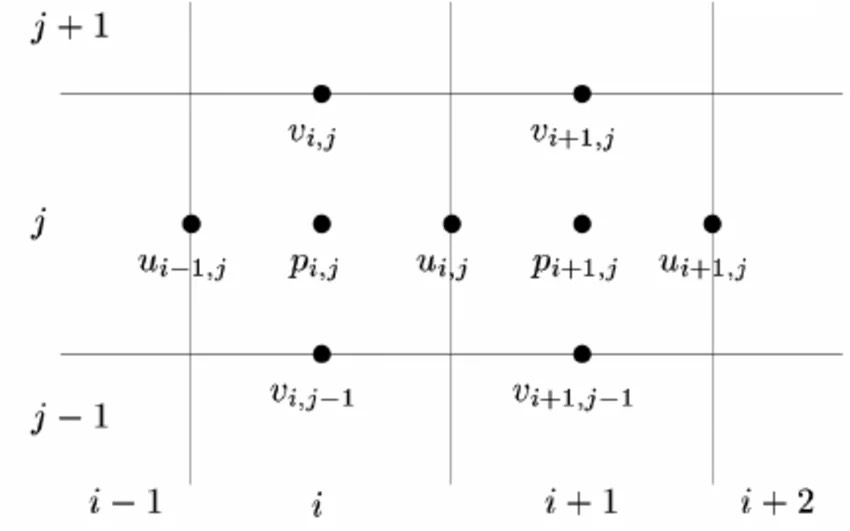 j + 1
v_{i,j} v_{i+1,j}
j
u_{i−1,j} p_{i,j} u_{i,j} p_{i+1,j} u_{i+1,j}
v_{i,j−1} v_{i+1,j−1}
j − 1
i − 1 i i + 1 i + 2